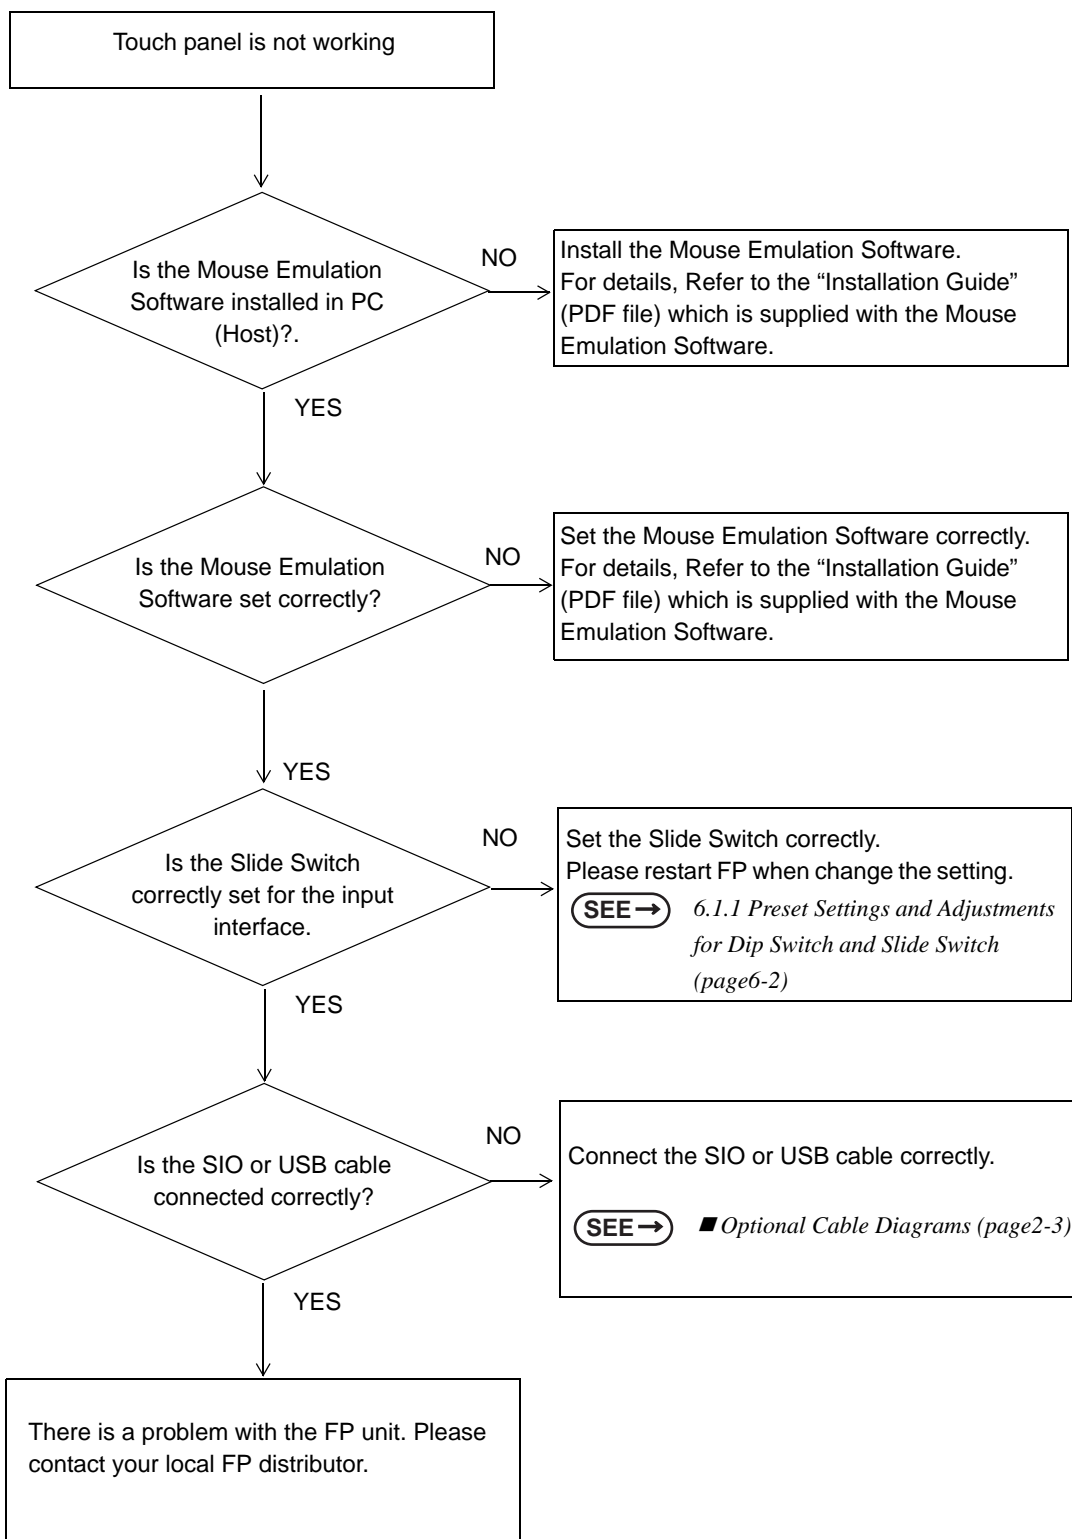 Touch panel is not working
Is the Mouse Emulation
Software installed in PC
(Host)?.
NO
Install the Mouse Emulation Software.
For details, Refer to the “Installation Guide”
(PDF file) which is supplied with the Mouse
Emulation Software.
YES
Is the Mouse Emulation
Software set correctly?
NO
Set the Mouse Emulation Software correctly.
For details, Refer to the “Installation Guide”
(PDF file) which is supplied with the Mouse
Emulation Software.
YES
Is the Slide Switch
correctly set for the input
interface.
NO
Set the Slide Switch correctly.
Please restart FP when change the setting.
SEE→ 6.1.1 Preset Settings and Adjustments
for Dip Switch and Slide Switch
(page6-2)
YES
Is the SIO or USB cable
connected correctly?
NO
Connect the SIO or USB cable correctly.
SEE→ ■ Optional Cable Diagrams (page2-3)
YES
There is a problem with the FP unit. Please
contact your local FP distributor.